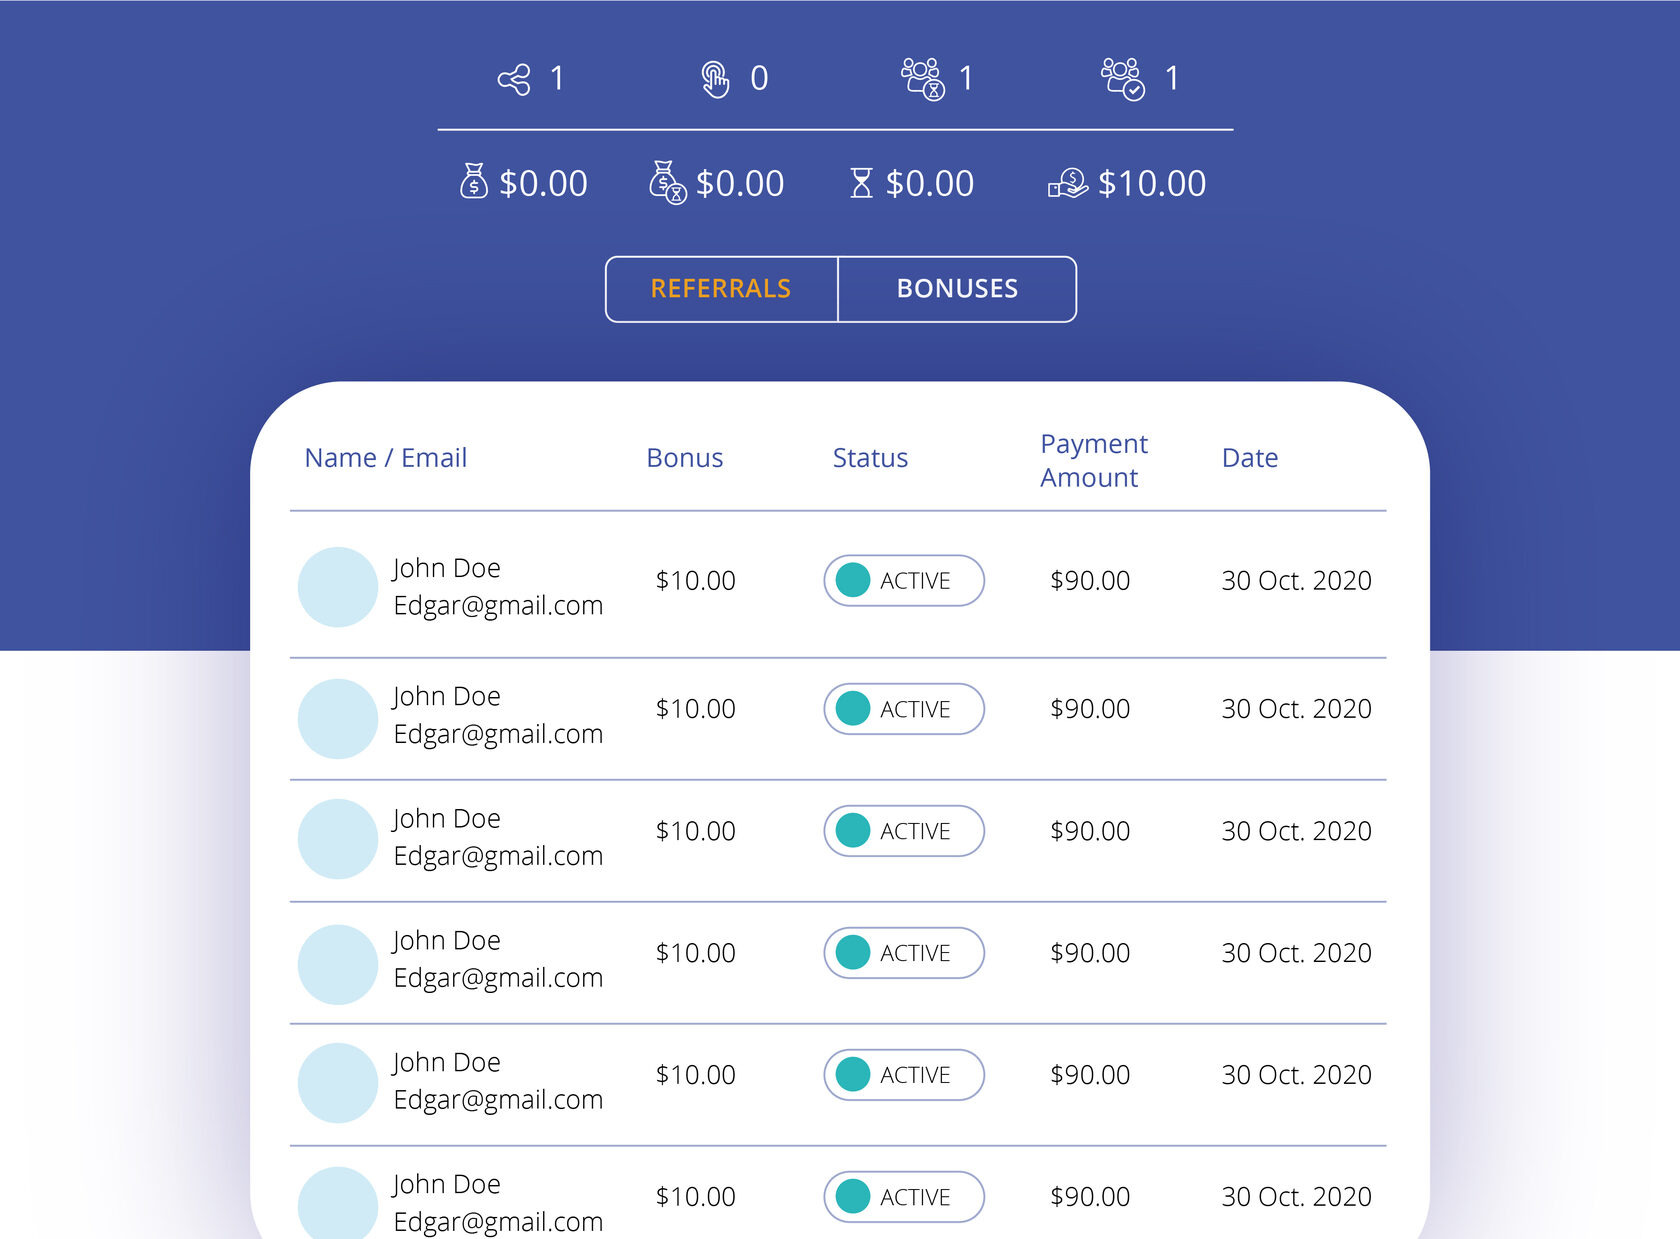 1 0 1 1
$0.00 $0.00 $0.00 $10.00
REFERRALS BONUSES
Name / Email Bonus Status Payment Amount Date
John Doe
Edgar@gmail.com $10.00 ACTIVE $90.00 30 Oct. 2020
John Doe
Edgar@gmail.com $10.00 ACTIVE $90.00 30 Oct. 2020
John Doe
Edgar@gmail.com $10.00 ACTIVE $90.00 30 Oct. 2020
John Doe
Edgar@gmail.com $10.00 ACTIVE $90.00 30 Oct. 2020
John Doe
Edgar@gmail.com $10.00 ACTIVE $90.00 30 Oct. 2020
John Doe
Edgar@gmail.com $10.00 ACTIVE $90.00 30 Oct. 2020